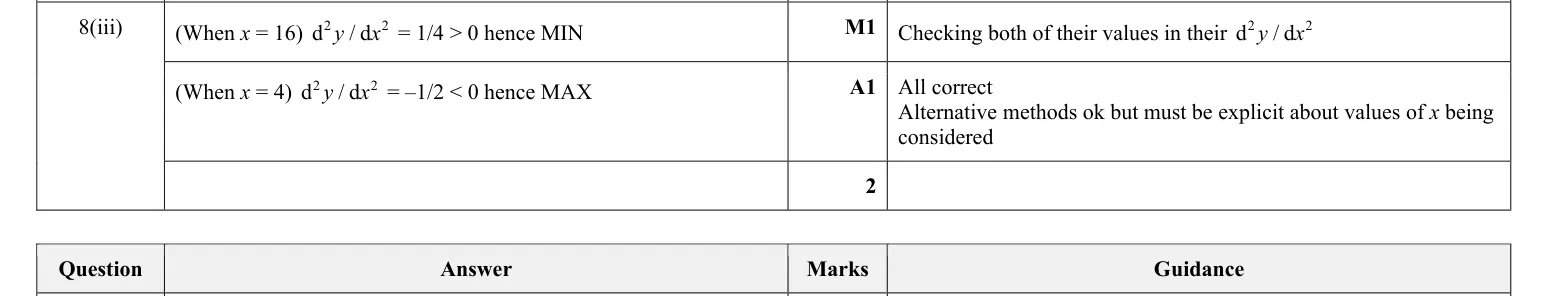 8(iii)
(When x = 16) d²y / dx² = 1/4 > 0 hence MIN
M1
Checking both of their values in their d²y / dx²
(When x = 4) d²y / dx² = –1/2 < 0 hence MAX
A1
All correct
Alternative methods ok but must be explicit about values of x being
considered
2
Question Answer Marks Guidance